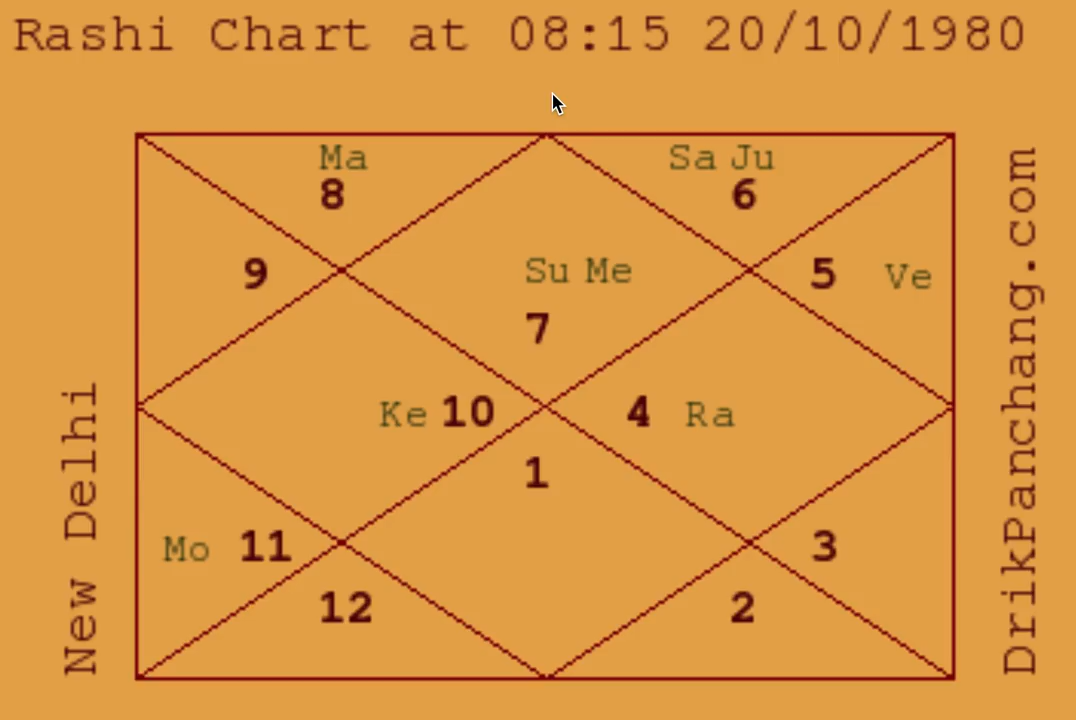 Rashi Chart at 08:15 20/10/1980
Ma
8
Sa Ju
6
9
Su Me
7
5 Ve
Ke 10
4 Ra
1
Mo 11
12
3
2
New Delhi
DrikPanchang.com